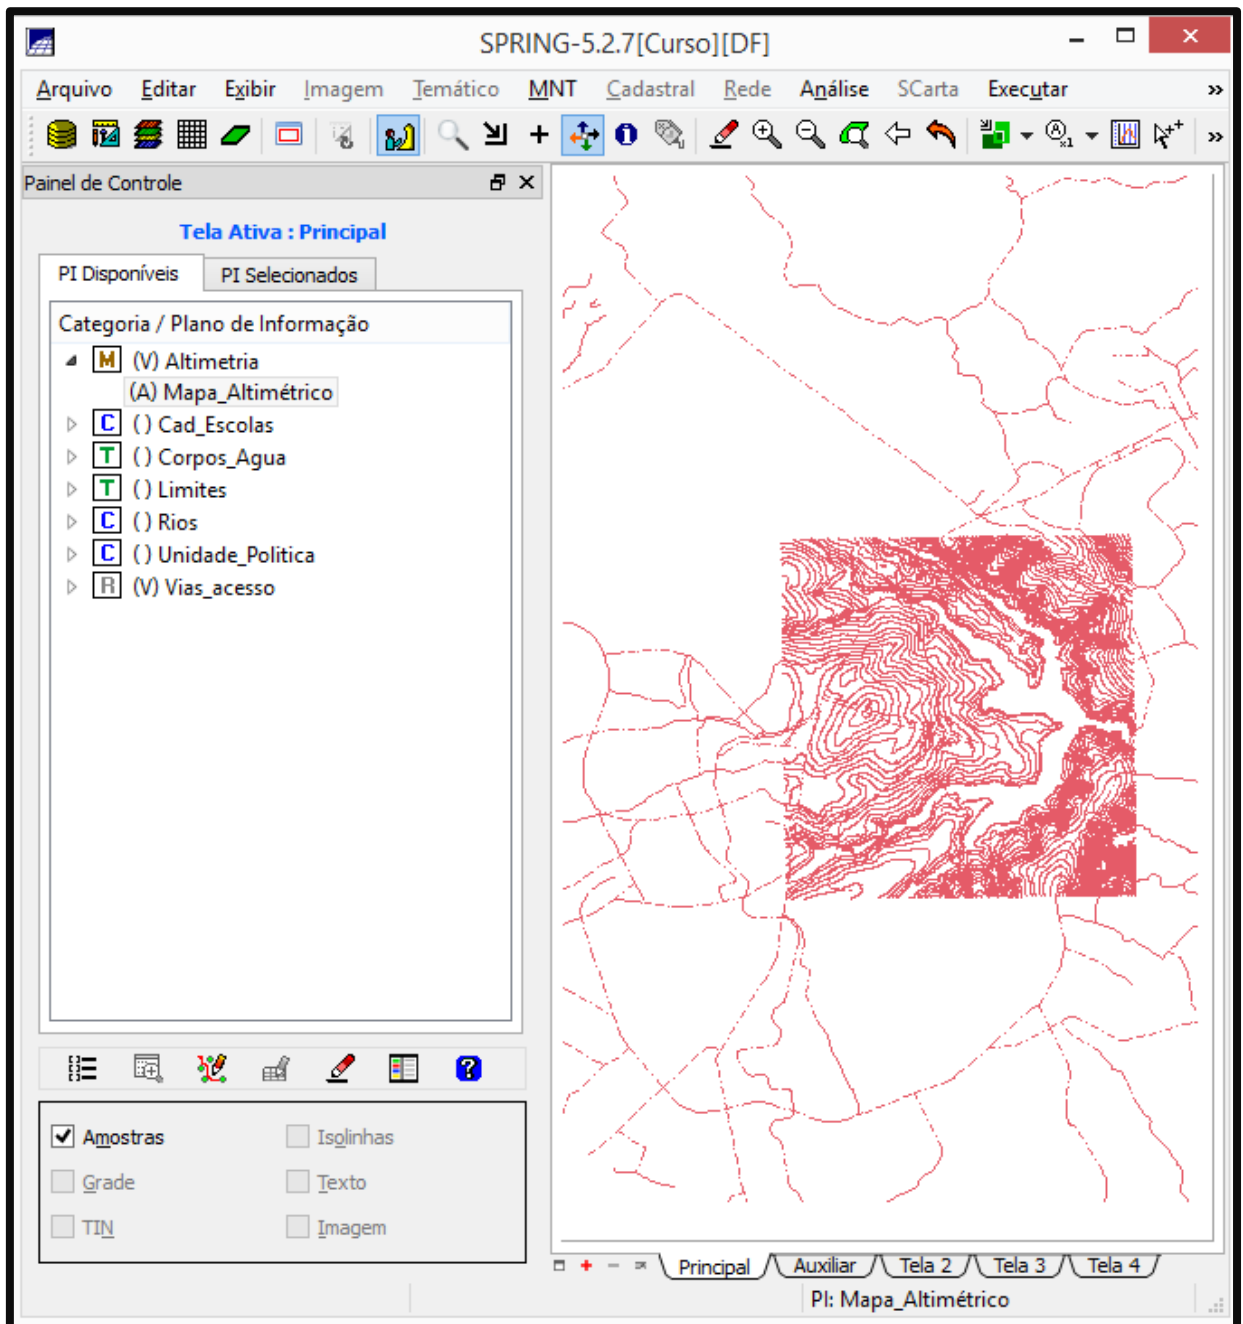 SPRING-5.2.7[Curso][DF]
Arquivo Editar Exibir Imagem Temático MNT Cadastral Rede Análise SCarta Executar »
Painel de Controle
Tela Ativa : Principal
PI Disponíveis PI Selecionados
Categoria / Plano de Informação
M (V) Altimetria
(A) Mapa_Altimétrico
C ( ) Cad_Escolas
T ( ) Corpos_Agua
T ( ) Limites
C ( ) Rios
C ( ) Unidade_Politica
R (V) Vias_acesso
Amostras Isolinhas
Grade Texto
TIN Imagem
Principal Auxiliar Tela 2 Tela 3 Tela 4
PI: Mapa_Altimétrico